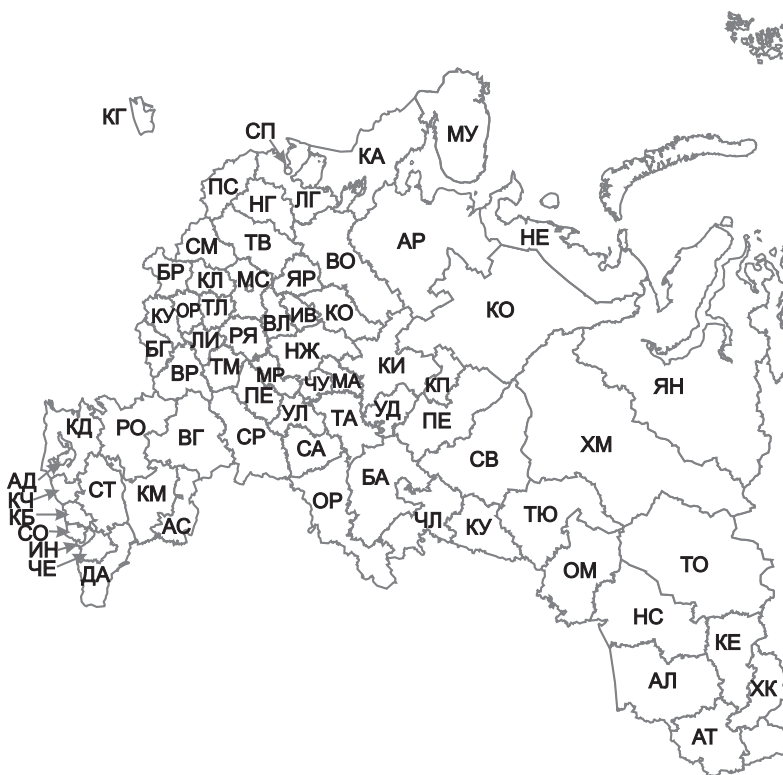 КГ
СП
КА
МУ
ПС
НГ
ЛГ
СМ
ТВ
ВО
АР
НЕ
БР
КЛ
МС
ЯР
КО
КУ
ОР
ТЛ
ВЛ
ИВ
КО
БГ
ЛИ
РЯ
НЖ
КИ
ВР
ТМ
МР
ЧУ
МА
КП
ЯН
ПЕ
УЛ
ТА
УД
ПЕ
КД
РО
ВГ
СР
СА
СВ
ХМ
АД
СТ
КМ
ОР
БА
КЧ
КБ
АС
ЧЛ
КУ
ТЮ
СО
ИН
ЧЕ
ДА
ОМ
ТО
НС
КЕ
АЛ
ХК
АТ